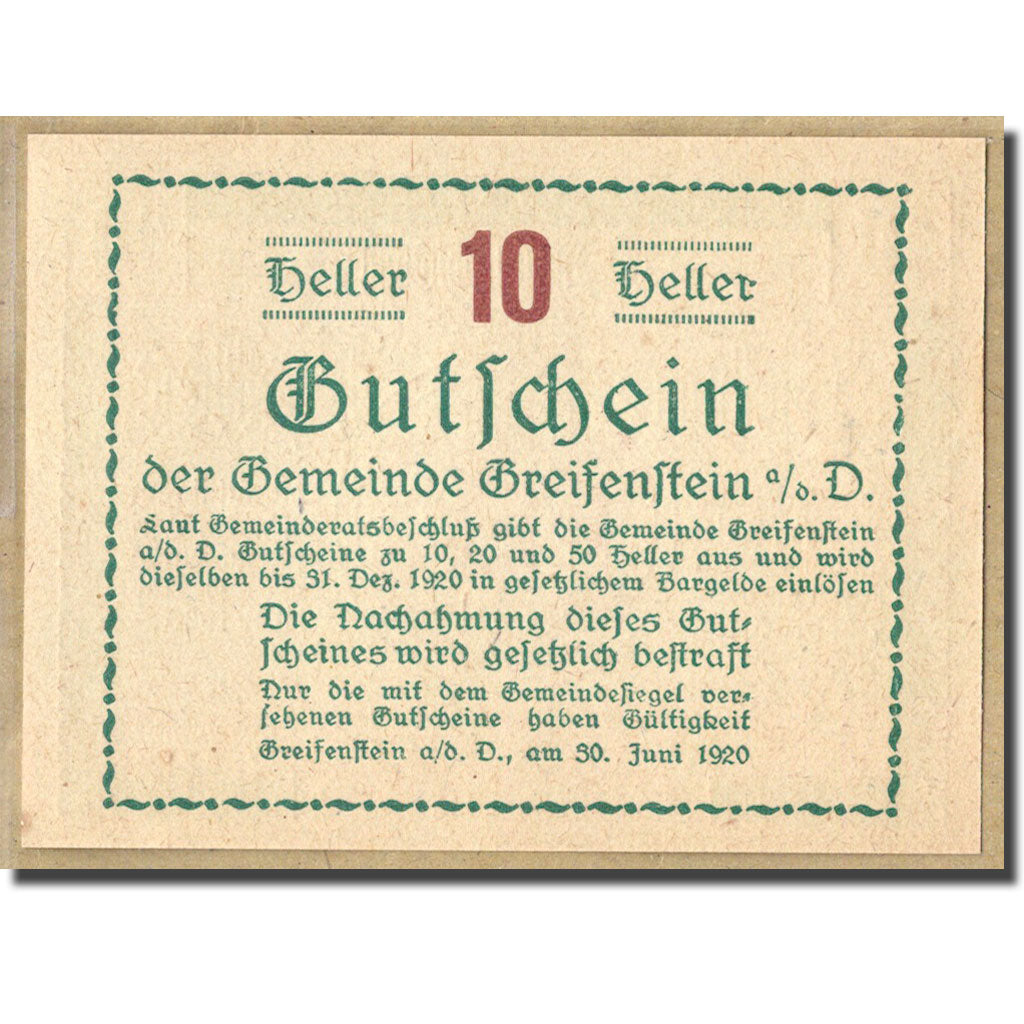 Heller 10 Heller
Gutschein
der Gemeinde Greifenstein a/d. D.
Laut Gemeinderatsbeschluß gibt die Gemeinde Greifenstein
a/d. D. Gutscheine zu 10, 20 und 50 Heller aus und wird
dieselben bis 31. Dez. 1920 in gesetzlichem Bargelde einlösen
Die Nachahmung dieses Gut-
scheines wird gesetzlich bestraft
Nur die mit dem Gemeindesiegel ver-
sehenen Gutscheine haben Gültigkeit
Greifenstein a/d. D., am 30. Juni 1920